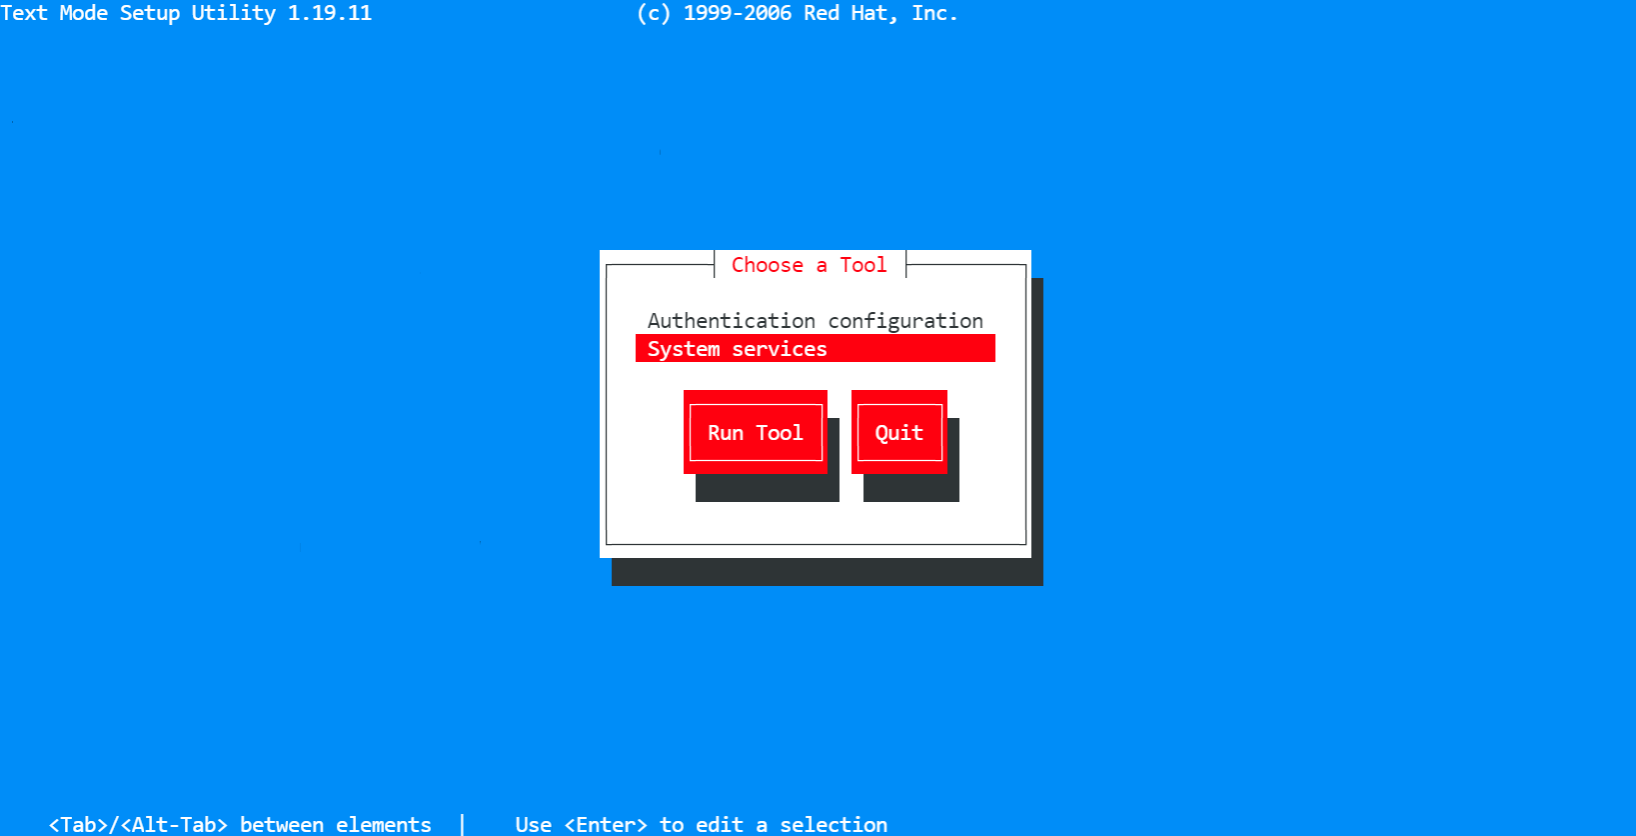 Text Mode Setup Utility 1.19.11 (c) 1999-2006 Red Hat, Inc.
Choose a Tool
Authentication configuration
System services
Run Tool Quit
<Tab>/<Alt-Tab> between elements | Use <Enter> to edit a selection